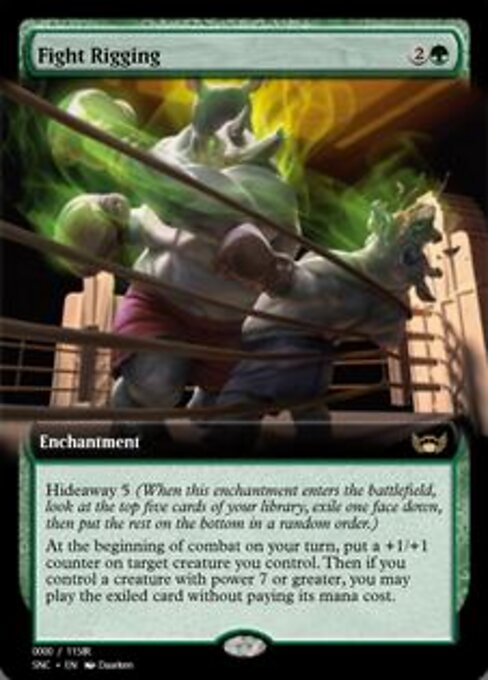 Fight Rigging 2
Enchantment
Hideaway 5 (When this enchantment enters the battlefield,
look at the top five cards of your library, exile one face down,
then put the rest on the bottom in a random order.)
At the beginning of combat on your turn, put a +1/+1
counter on target creature you control. Then if you
control a creature with power 7 or greater, you may
play the exiled card without paying its mana cost.
SNC • EN Daarken